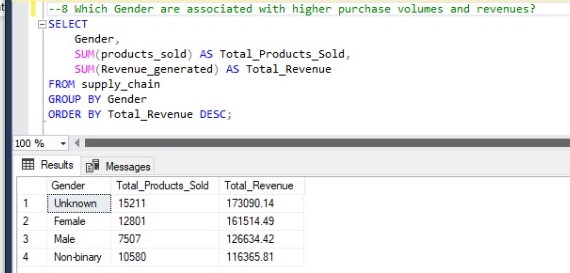 --8 Which Gender are associated with higher purchase volumes and revenues?
SELECT
Gender,
SUM(products_sold) AS Total_Products_Sold,
SUM(Revenue_generated) AS Total_Revenue
FROM supply_chain
GROUP BY Gender
ORDER BY Total_Revenue DESC;
100 %
Results Messages
Gender Total_Products_Sold Total_Revenue
1 Unknown 15211 173090.14
2 Female 12801 161514.49
3 Male 7507 126634.42
4 Non-binary 10580 116365.81